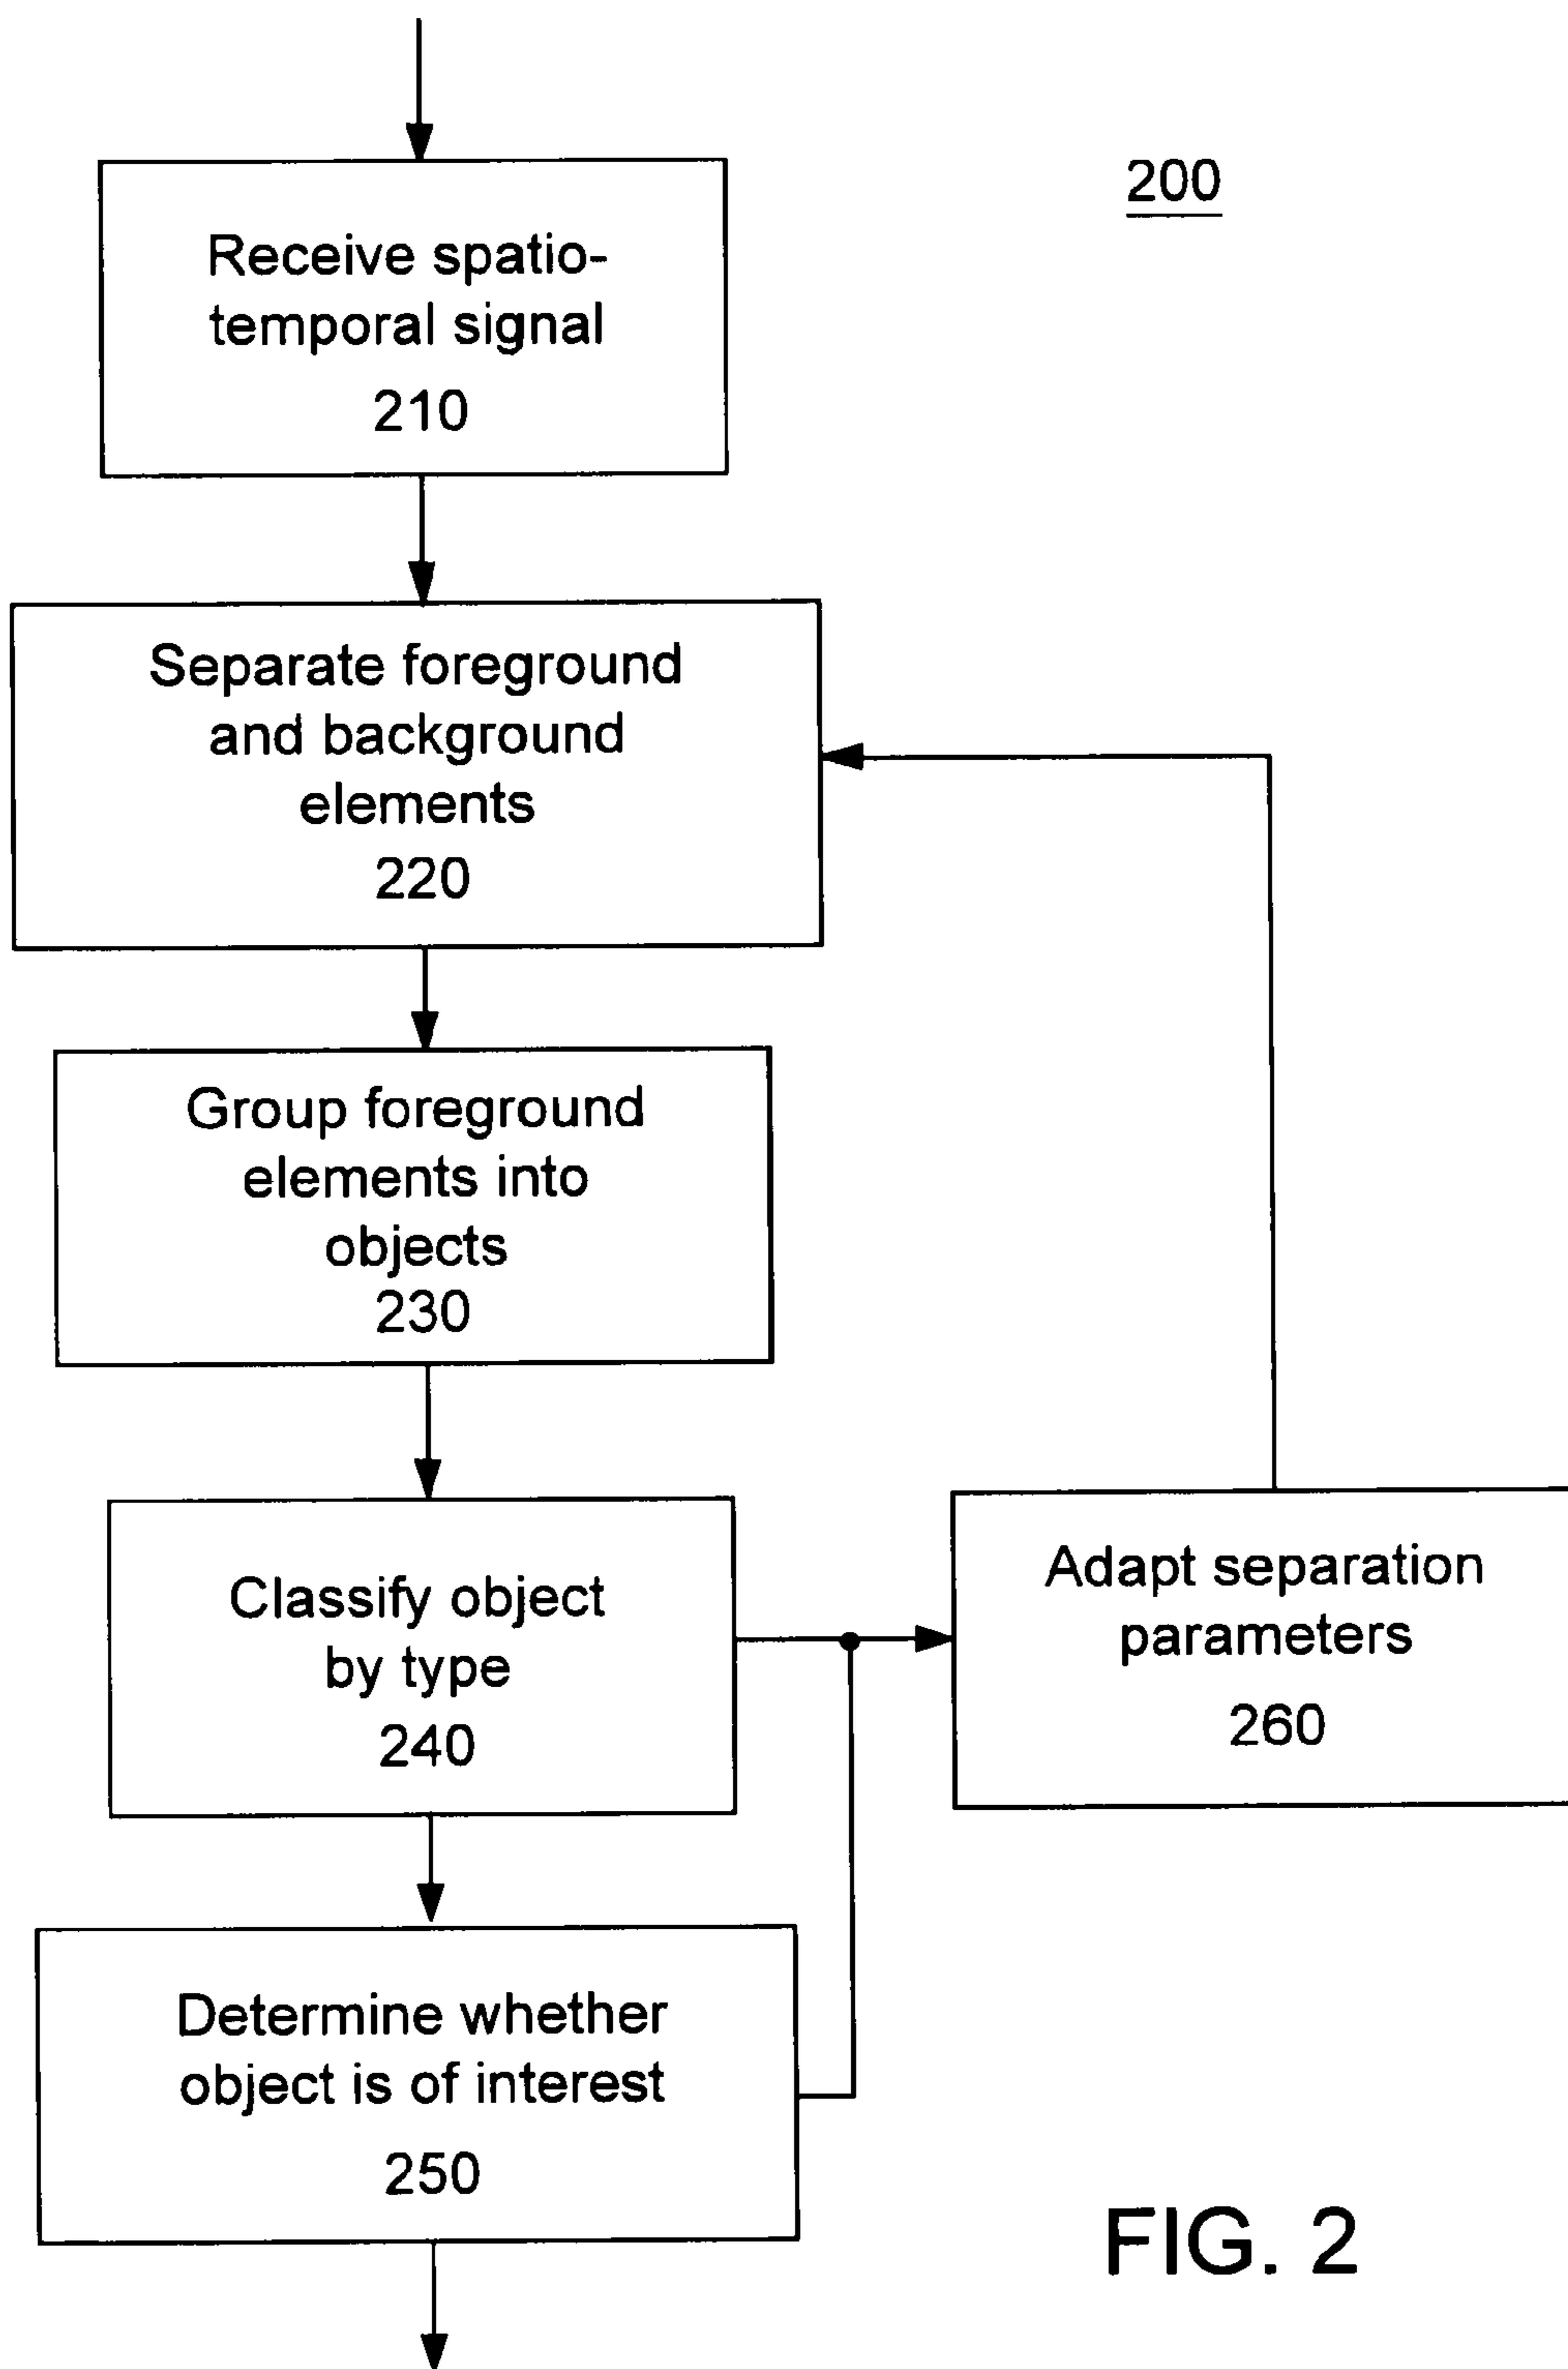 200
Receive spatio-
temporal signal
210
Separate foreground
and background
elements
220
Group foreground
elements into
objects
230
Classify object
by type
240
Adapt separation
parameters
260
Determine whether
object is of interest
250
FIG. 2